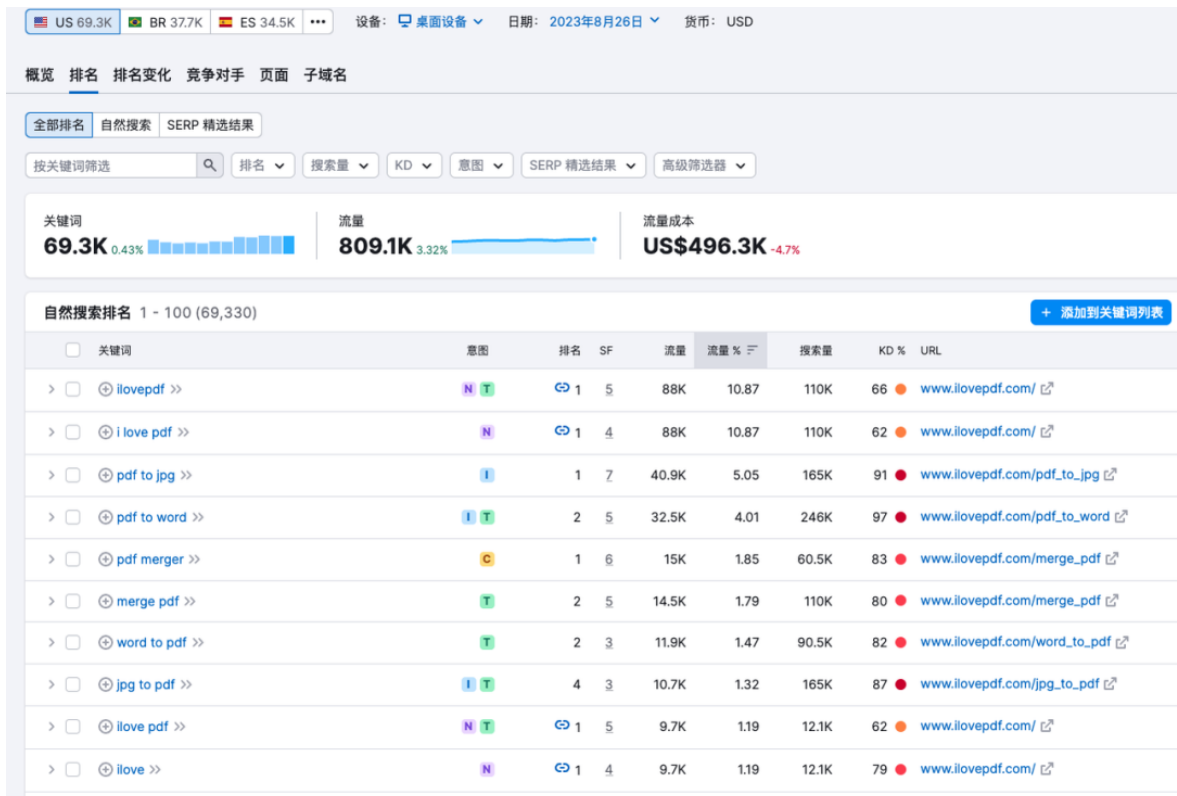 US 69.3K BR 37.7K ES 34.5K ••• 设备: 桌面设备 日期: 2023年8月26日 货币: USD
概览 排名 排名变化 竞争对手 页面 子域名
全部排名 自然搜索 SERP 精选结果
按关键词筛选 排名 搜索量 KD 意图 SERP 精选结果 高级筛选器
关键词 流量 流量成本
69.3K 0.43% 809.1K 3.32% US$496.3K -4.7%
自然搜索排名 1 - 100 (69,330) + 添加到关键词列表
关键词 意图 排名 SF 流量 流量 % 搜索量 KD % URL
ilovepdf N T 1 5 88K 10.87 110K 66 www.ilovepdf.com/
i love pdf N 1 4 88K 10.87 110K 62 www.ilovepdf.com/
pdf to jpg I 1 7 40.9K 5.05 165K 91 www.ilovepdf.com/pdf_to_jpg
pdf to word I T 2 5 32.5K 4.01 246K 97 www.ilovepdf.com/pdf_to_word
pdf merger C 1 6 15K 1.85 60.5K 83 www.ilovepdf.com/merge_pdf
merge pdf T 2 5 14.5K 1.79 110K 80 www.ilovepdf.com/merge_pdf
word to pdf T 2 3 11.9K 1.47 90.5K 82 www.ilovepdf.com/word_to_pdf
jpg to pdf I T 4 3 10.7K 1.32 165K 87 www.ilovepdf.com/jpg_to_pdf
ilove pdf N T 1 5 9.7K 1.19 12.1K 62 www.ilovepdf.com/
ilove N 1 4 9.7K 1.19 12.1K 79 www.ilovepdf.com/